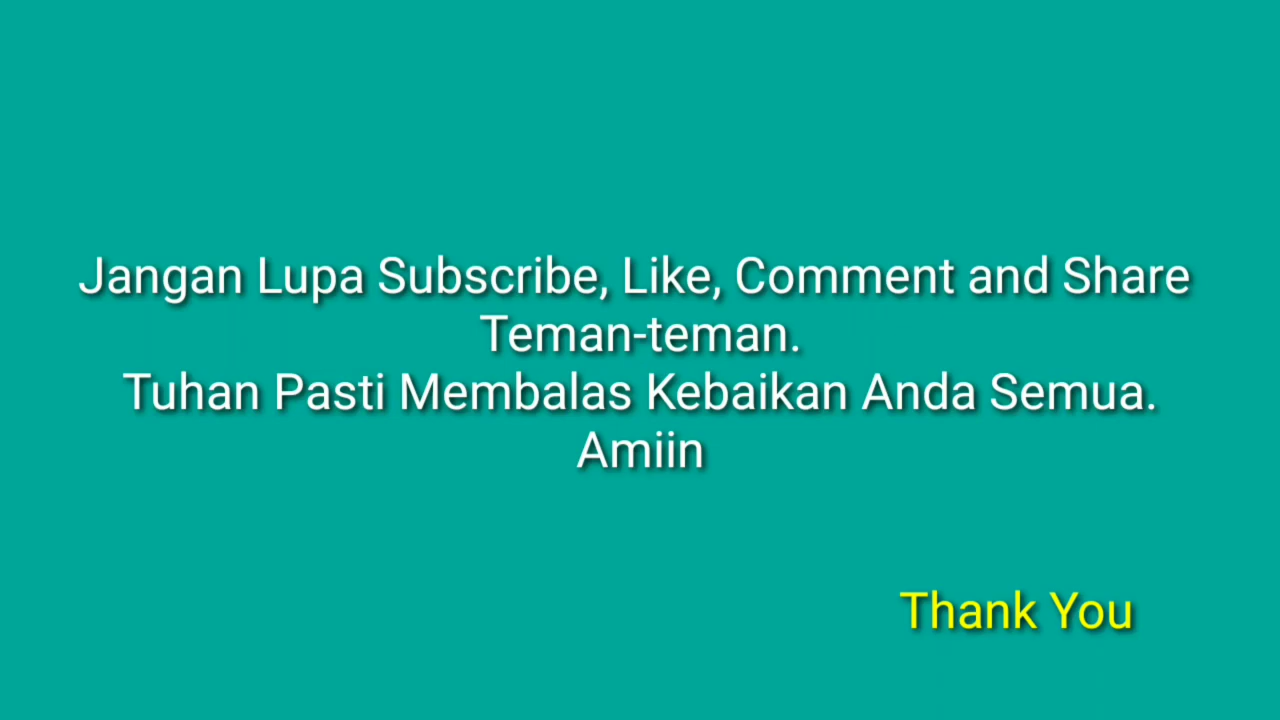 Jangan Lupa Subscribe, Like, Comment and Share
Teman-teman.
Tuhan Pasti Membalas Kebaikan Anda Semua.
Amiin
Thank You